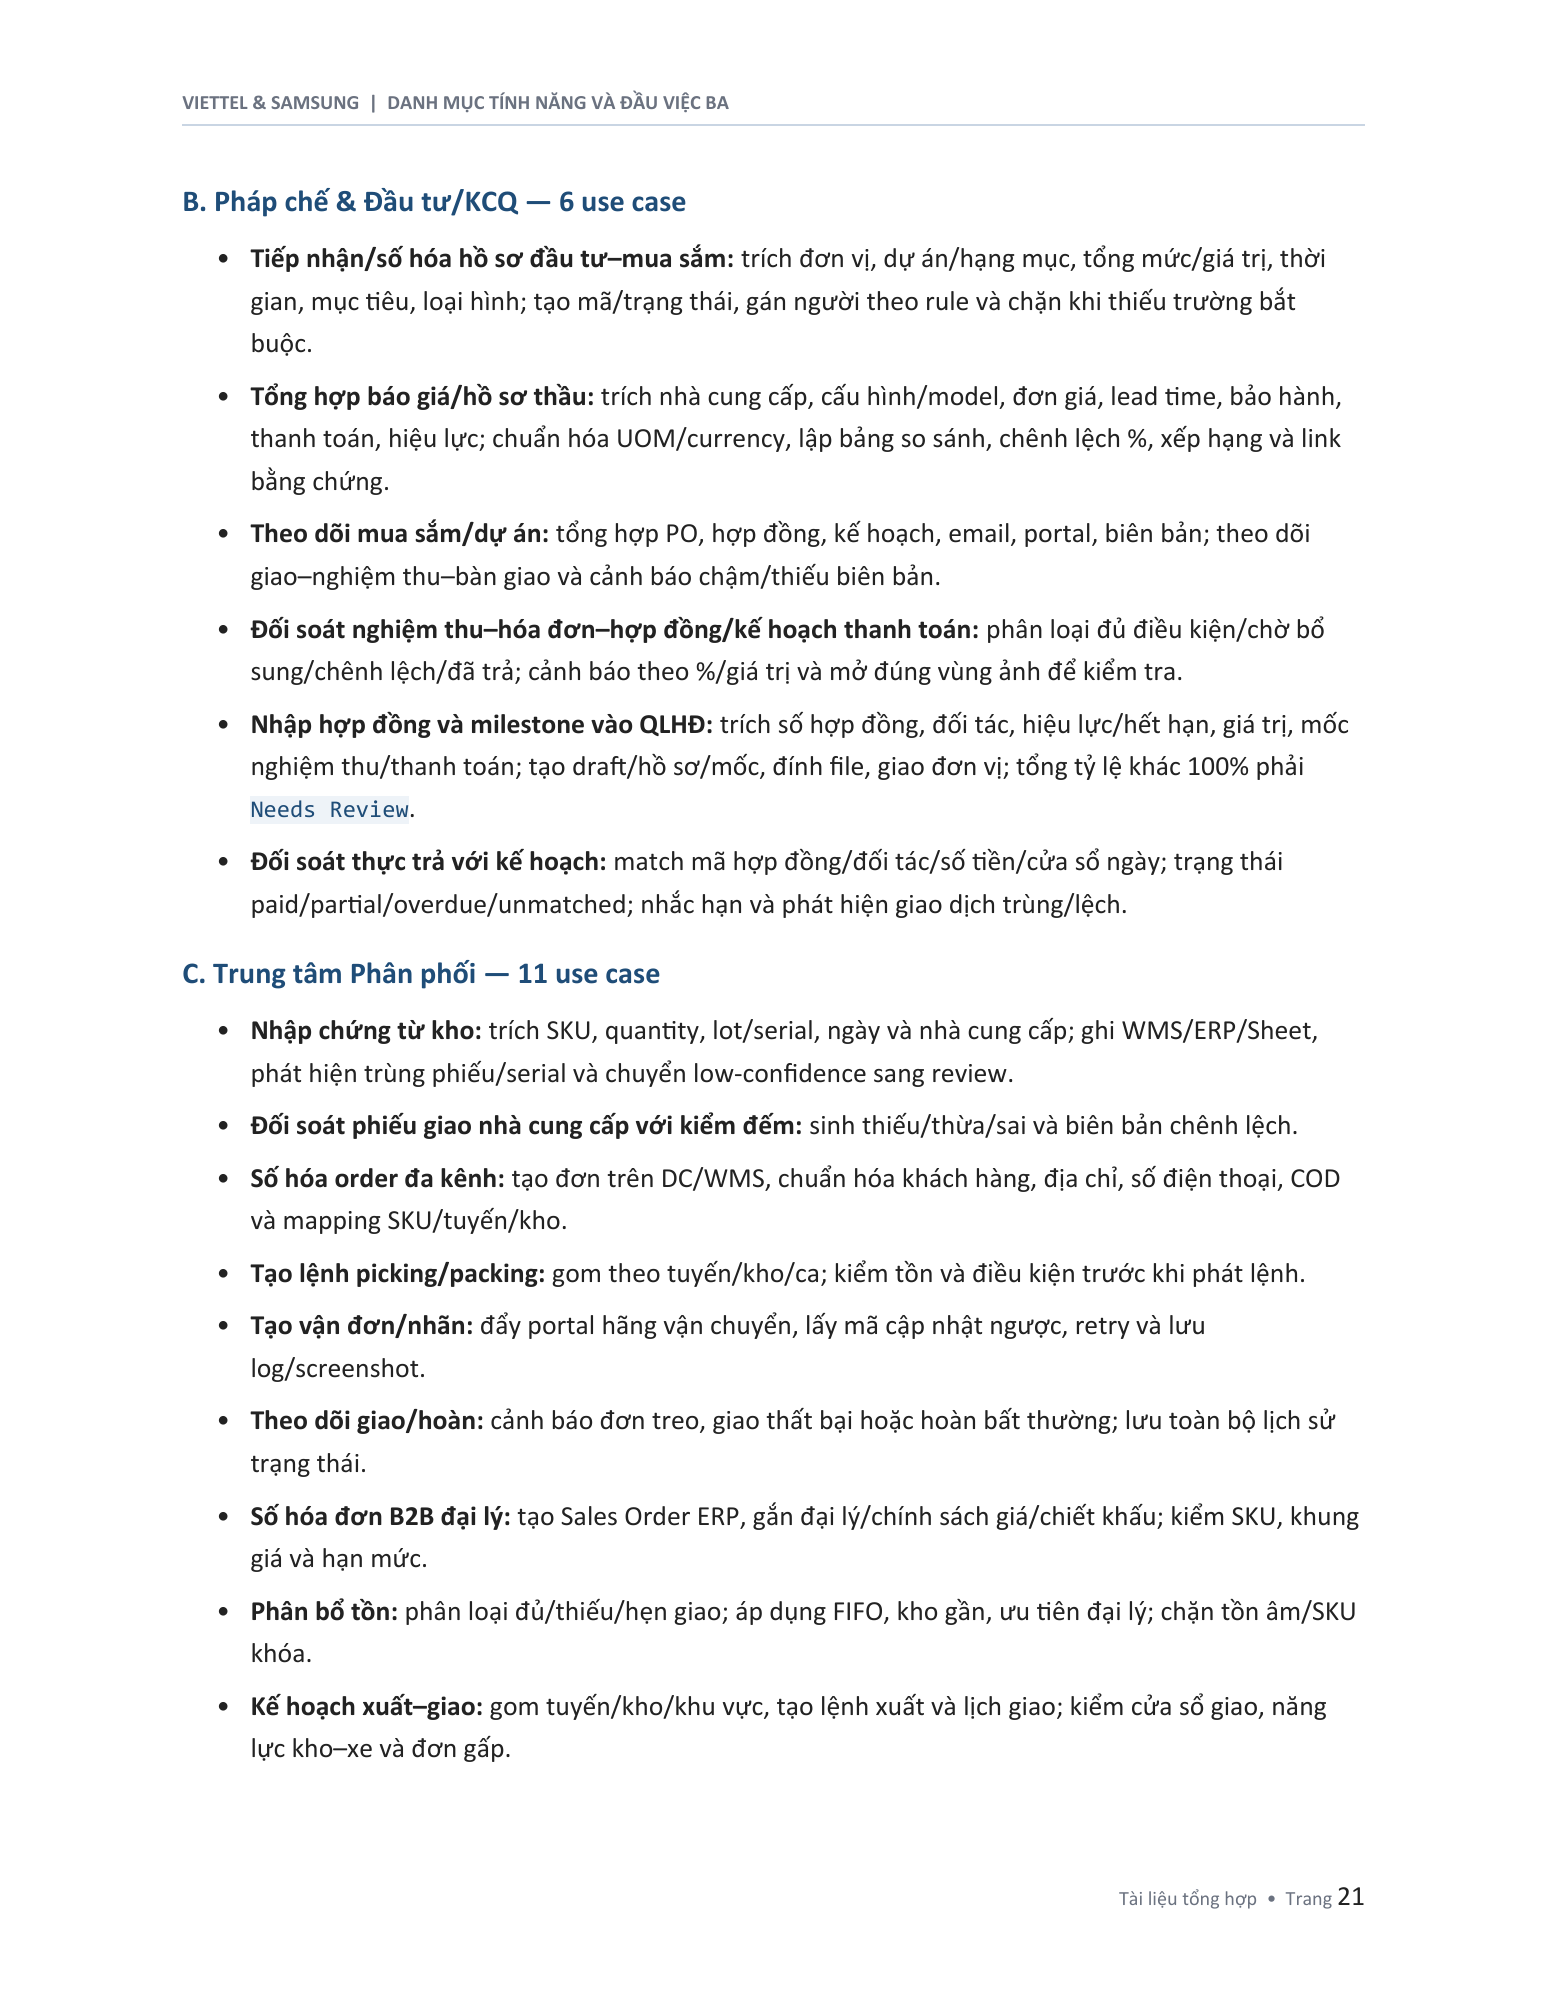 VIETTEL & SAMSUNG | DANH MỤC TÍNH NĂNG VÀ ĐẦU VIỆC BA
B. Pháp chế & Đầu tư/KCQ — 6 use case
• Tiếp nhận/số hóa hồ sơ đầu tư–mua sắm: trích đơn vị, dự án/hạng mục, tổng mức/giá trị, thời
gian, mục tiêu, loại hình; tạo mã/trạng thái, gán người theo rule và chặn khi thiếu trường bắt
buộc.
• Tổng hợp báo giá/hồ sơ thầu: trích nhà cung cấp, cấu hình/model, đơn giá, lead time, bảo hành,
thanh toán, hiệu lực; chuẩn hóa UOM/currency, lập bảng so sánh, chênh lệch %, xếp hạng và link
bằng chứng.
• Theo dõi mua sắm/dự án: tổng hợp PO, hợp đồng, kế hoạch, email, portal, biên bản; theo dõi
giao–nghiệm thu–bàn giao và cảnh báo chậm/thiếu biên bản.
• Đối soát nghiệm thu–hóa đơn–hợp đồng/kế hoạch thanh toán: phân loại đủ điều kiện/chờ bổ
sung/chênh lệch/đã trả; cảnh báo theo %/giá trị và mở đúng vùng ảnh để kiểm tra.
• Nhập hợp đồng và milestone vào QLHĐ: trích số hợp đồng, đối tác, hiệu lực/hết hạn, giá trị, mốc
nghiệm thu/thanh toán; tạo draft/hồ sơ/mốc, đính file, giao đơn vị; tổng tỷ lệ khác 100% phải
Needs Review.
• Đối soát thực trả với kế hoạch: match mã hợp đồng/đối tác/số tiền/cửa sổ ngày; trạng thái
paid/partial/overdue/unmatched; nhắc hạn và phát hiện giao dịch trùng/lệch.
C. Trung tâm Phân phối — 11 use case
• Nhập chứng từ kho: trích SKU, quantity, lot/serial, ngày và nhà cung cấp; ghi WMS/ERP/Sheet,
phát hiện trùng phiếu/serial và chuyển low-confidence sang review.
• Đối soát phiếu giao nhà cung cấp với kiểm đếm: sinh thiếu/thừa/sai và biên bản chênh lệch.
• Số hóa order đa kênh: tạo đơn trên DC/WMS, chuẩn hóa khách hàng, địa chỉ, số điện thoại, COD
và mapping SKU/tuyến/kho.
• Tạo lệnh picking/packing: gom theo tuyến/kho/ca; kiểm tồn và điều kiện trước khi phát lệnh.
• Tạo vận đơn/nhãn: đẩy portal hãng vận chuyển, lấy mã cập nhật ngược, retry và lưu
log/screenshot.
• Theo dõi giao/hoàn: cảnh báo đơn treo, giao thất bại hoặc hoàn bất thường; lưu toàn bộ lịch sử
trạng thái.
• Số hóa đơn B2B đại lý: tạo Sales Order ERP, gắn đại lý/chính sách giá/chiết khấu; kiểm SKU, khung
giá và hạn mức.
• Phân bổ tồn: phân loại đủ/thiếu/hẹn giao; áp dụng FIFO, kho gần, ưu tiên đại lý; chặn tồn âm/SKU
khóa.
• Kế hoạch xuất–giao: gom tuyến/kho/khu vực, tạo lệnh xuất và lịch giao; kiểm cửa sổ giao, năng
lực kho–xe và đơn gấp.
Tài liệu tổng hợp • Trang 21